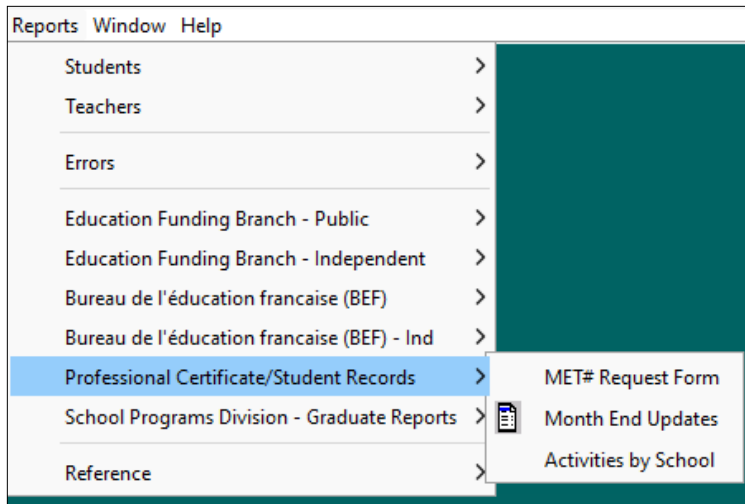 Reports Window Help
Students
Teachers
Errors
Education Funding Branch - Public
Education Funding Branch - Independent
Bureau de l'éducation francaise (BEF)
Bureau de l'éducation francaise (BEF) - Ind
Professional Certificate/Student Records
School Programs Division - Graduate Reports
Reference
MET# Request Form
Month End Updates
Activities by School